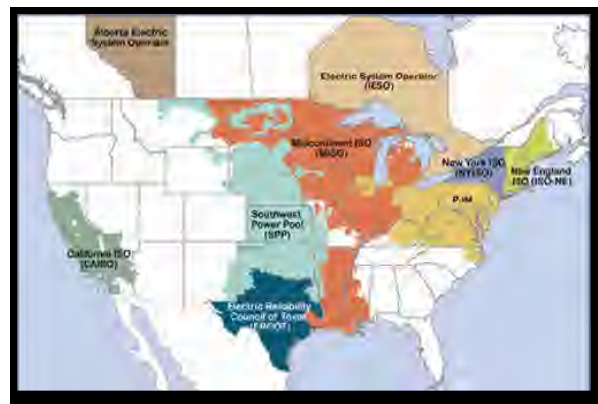 Alberta Electric
System Operator
Electric System Operator
(IESO)
Midcontinent ISO
(MISO)
New York ISO
(NYISO)
New England
ISO (ISO-NE)
PJM
Southwest
Power Pool
(SPP)
California ISO
(CAISO)
Electric Reliability
Council of Texas
(ERCOT)